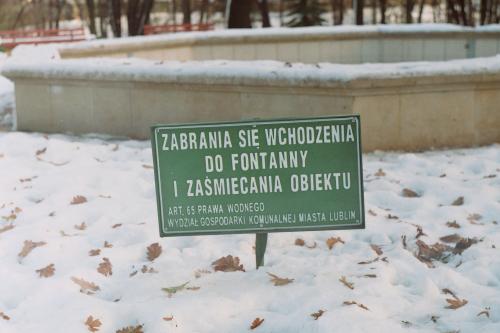 ZABRANIA SIĘ WCHODZENIA
DO FONTANNY
I ZAŚMIECANIA OBIEKTU
ART. 65 PRAWA WODNEGO
WYDZIAŁ GOSPODARKI KOMUNALNEJ MIASTA LUBLIN